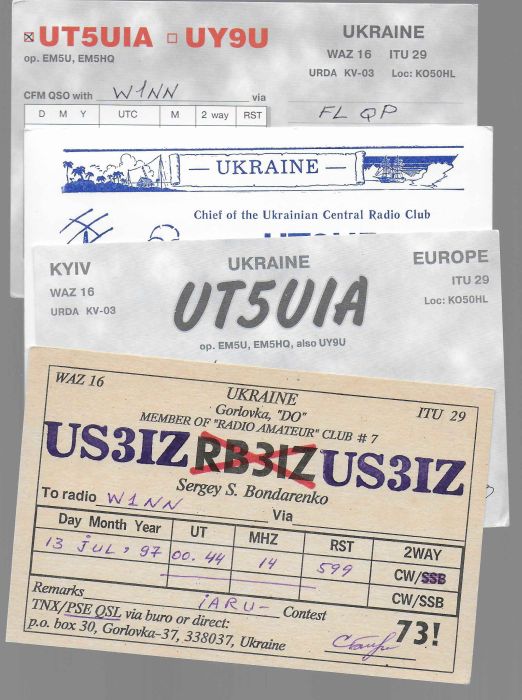 ☒ UT5UIA ☐ UY9U
op. EM5U, EM5HQ
UKRAINE
WAZ 16 ITU 29
URDA KV-03 Loc: KO50HL
CFM QSO with W1NN via
D M Y UTC M 2 way RST
FL QP
— UKRAINE —
Chief of the Ukrainian Central Radio Club
KYIV
WAZ 16
URDA KV-03
UKRAINE
EUROPE
ITU 29
Loc: KO50HL
UT5UIA
op. EM5U, EM5HQ, also UY9U
WAZ 16
UKRAINE
ITU 29
Gorlovka, "DO"
MEMBER OF "RADIO AMATEUR" CLUB # 7
US3IZ RB3IZ US3IZ
Sergey S. Bondarenko
To radio W1NN Via
Day Month Year UT MHZ RST 2WAY
13 JUL, 97 00.44 14 599 CW/SSB
CW/SSB
Remarks iARU- Contest
TNX/PSE QSL via buro or direct:
p.o. box 30, Gorlovka-37, 338037, Ukraine
73!